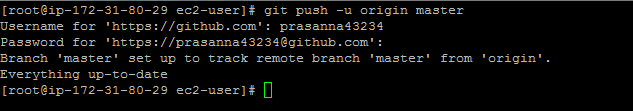 [root@ip-172-31-80-29 ec2-user]# git push -u origin master
Username for 'https://github.com': prasanna43234
Password for 'https://prasanna43234@github.com':
Branch 'master' set up to track remote branch 'master' from 'origin'.
Everything up-to-date
[root@ip-172-31-80-29 ec2-user]#